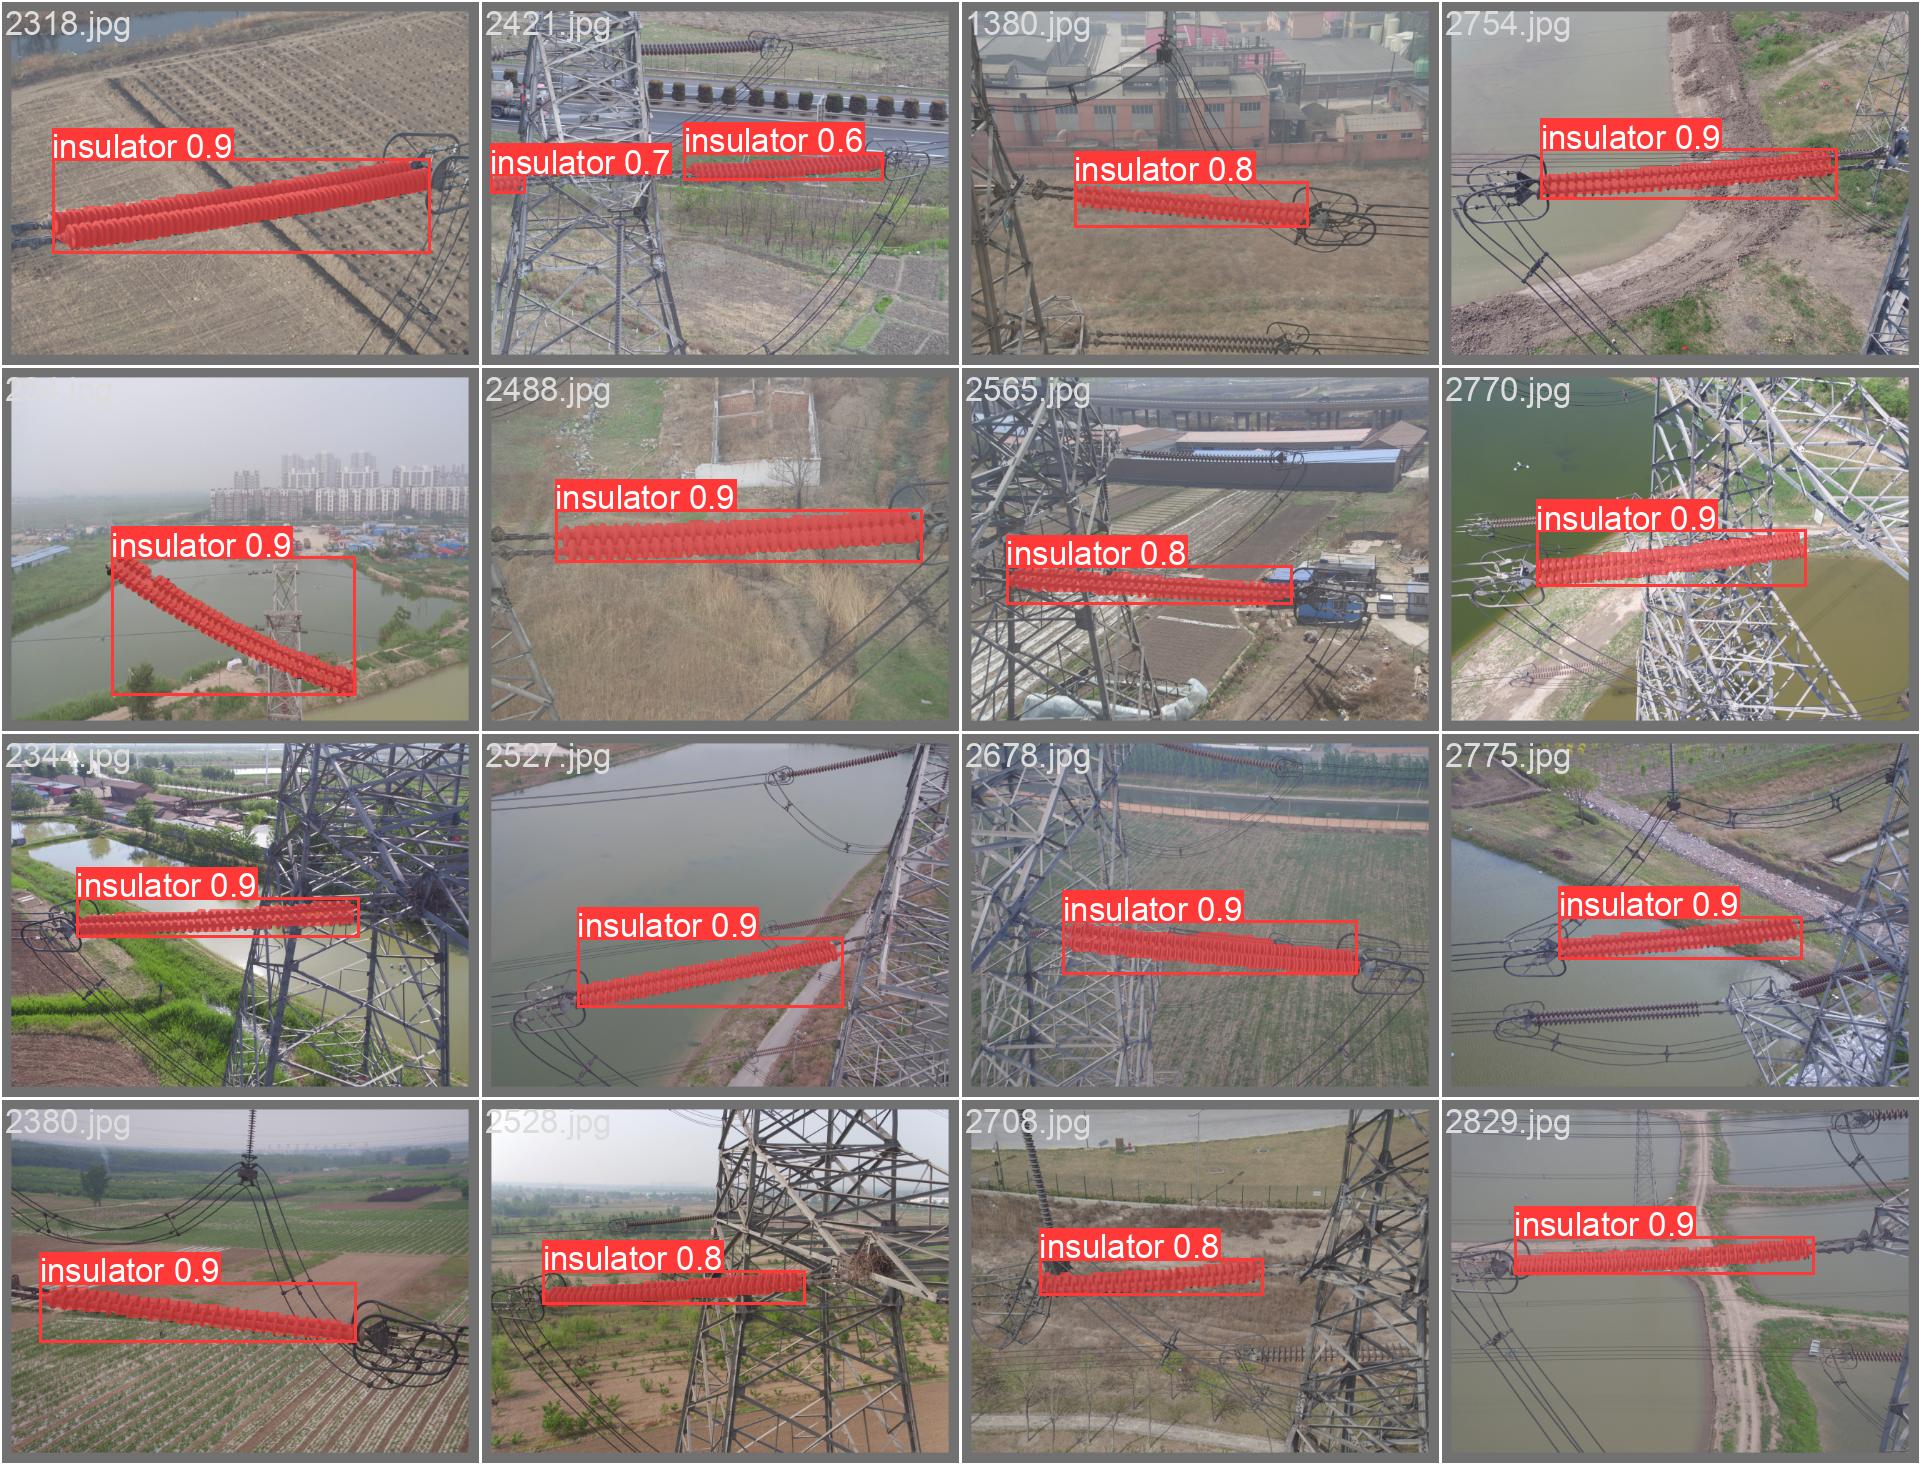 2318.jpg
insulator 0.9
2421.jpg
insulator 0.7
insulator 0.6
1380.jpg
insulator 0.8
2754.jpg
insulator 0.9
insulator 0.9
2488.jpg
insulator 0.9
2565.jpg
insulator 0.8
2770.jpg
insulator 0.9
2344.jpg
insulator 0.9
2527.jpg
insulator 0.9
2678.jpg
insulator 0.9
2775.jpg
insulator 0.9
2380.jpg
insulator 0.9
2528.jpg
insulator 0.8
2708.jpg
insulator 0.8
2829.jpg
insulator 0.9